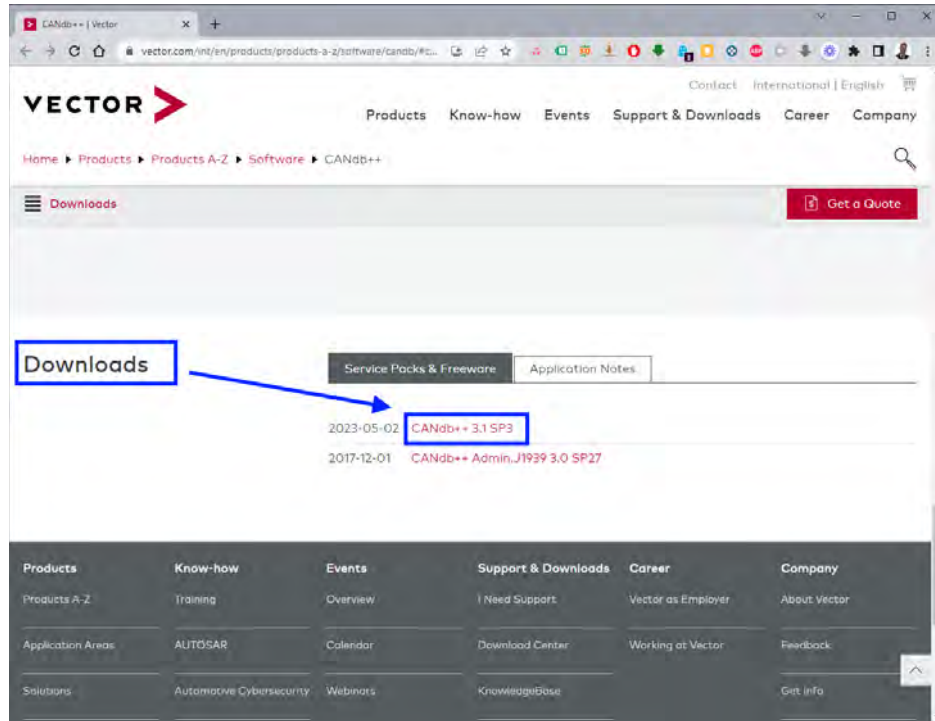 CANdb++ | Vector
vector.com/int/en/products/products-a-z/software/candb/#c...
Contact International | English
VECTOR
Products Know-how Events Support & Downloads Career Company
Home Products Products A-Z Software CANdb++
Downloads
Get a Quote
Downloads
Service Packs & Freeware Application Notes
2023-05-02 CANdb++ 3.1 SP3
2017-12-01 CANdb++ Admin.J1939 3.0 SP27
Products Know-how Events Support & Downloads Career Company
Products A-Z Training Overview I Need Support Vector as Employer About Vector
Application Areas AUTOSAR Calendar Download Center Working at Vector Feedback
Solutions Automotive Cybersecurity Webinars KnowledgeBase Get Info